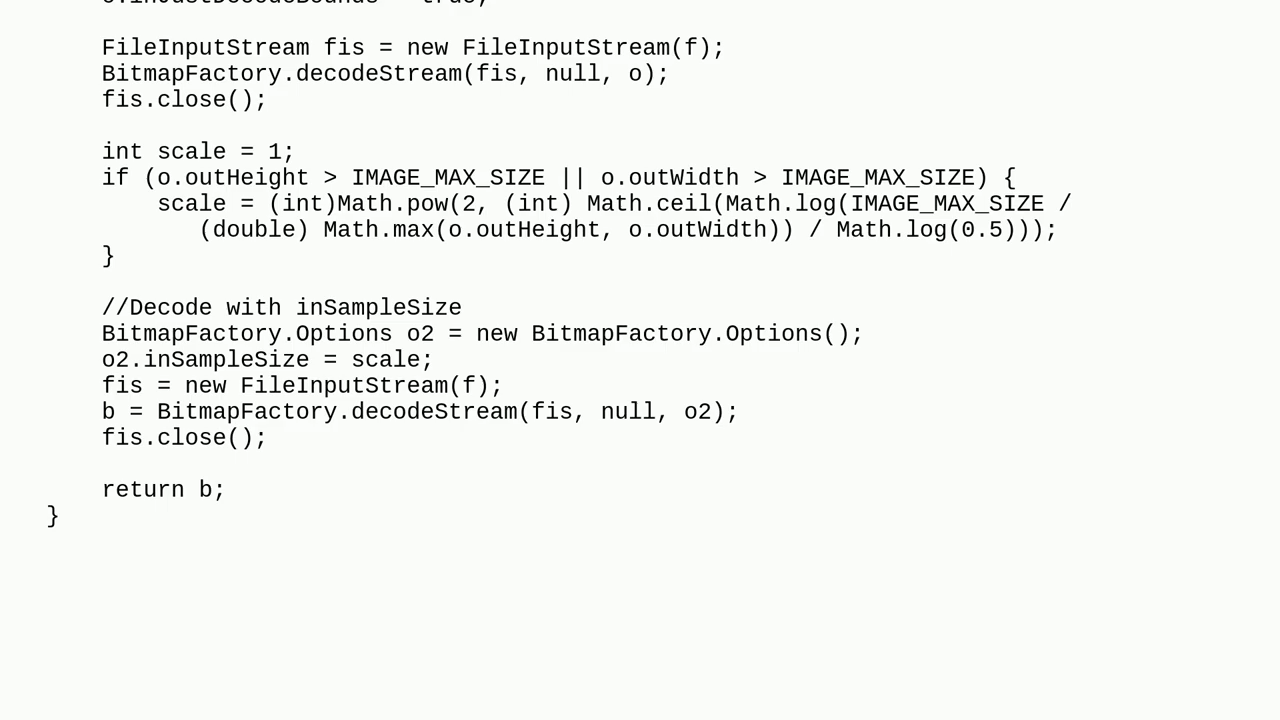 o.inJustDecodeBounds = true;
FileInputStream fis = new FileInputStream(f);
BitmapFactory.decodeStream(fis, null, o);
fis.close();
int scale = 1;
if (o.outHeight > IMAGE_MAX_SIZE || o.outWidth > IMAGE_MAX_SIZE) {
scale = (int)Math.pow(2, (int) Math.ceil(Math.log(IMAGE_MAX_SIZE /
(double) Math.max(o.outHeight, o.outWidth)) / Math.log(0.5)));
}
//Decode with inSampleSize
BitmapFactory.Options o2 = new BitmapFactory.Options();
o2.inSampleSize = scale;
fis = new FileInputStream(f);
b = BitmapFactory.decodeStream(fis, null, o2);
fis.close();
return b;
}